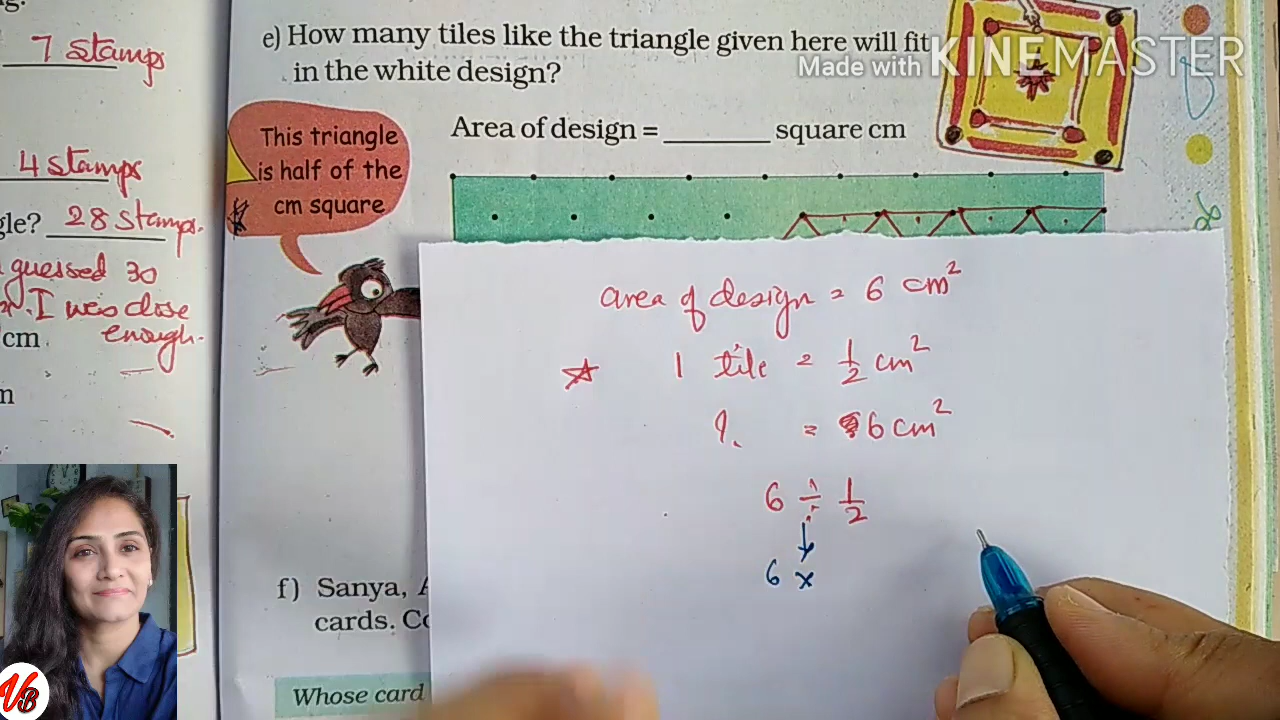 7 stamps
4 stamps
gle? 28 stamps.
guessed 30
I was close
enough.
cm
n
e) How many tiles like the triangle given here will fit
in the white design?
Made with KINEMASTER
Area of design = ________ square cm
This triangle
is half of the
cm square
area of design = 6 cm²
1 tile = 1/2 cm²
= 6 cm²
6 ÷ 1/2
6 ×
f) Sanya, A
cards. Co
Whose card
VB